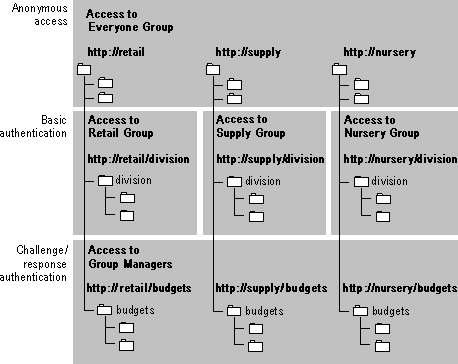 Anonymous
access
Access to
Everyone Group
http://retail
http://supply
http://nursery
Basic
authentication
Access to
Retail Group
Access to
Supply Group
Access to
Nursery Group
http://retail/division
http://supply/division
http://nursery/division
division
division
division
Challenge/
response
authentication
Access to
Group Managers
http://retail/budgets
http://supply/budgets
http://nursery/budgets
budgets
budgets
budgets